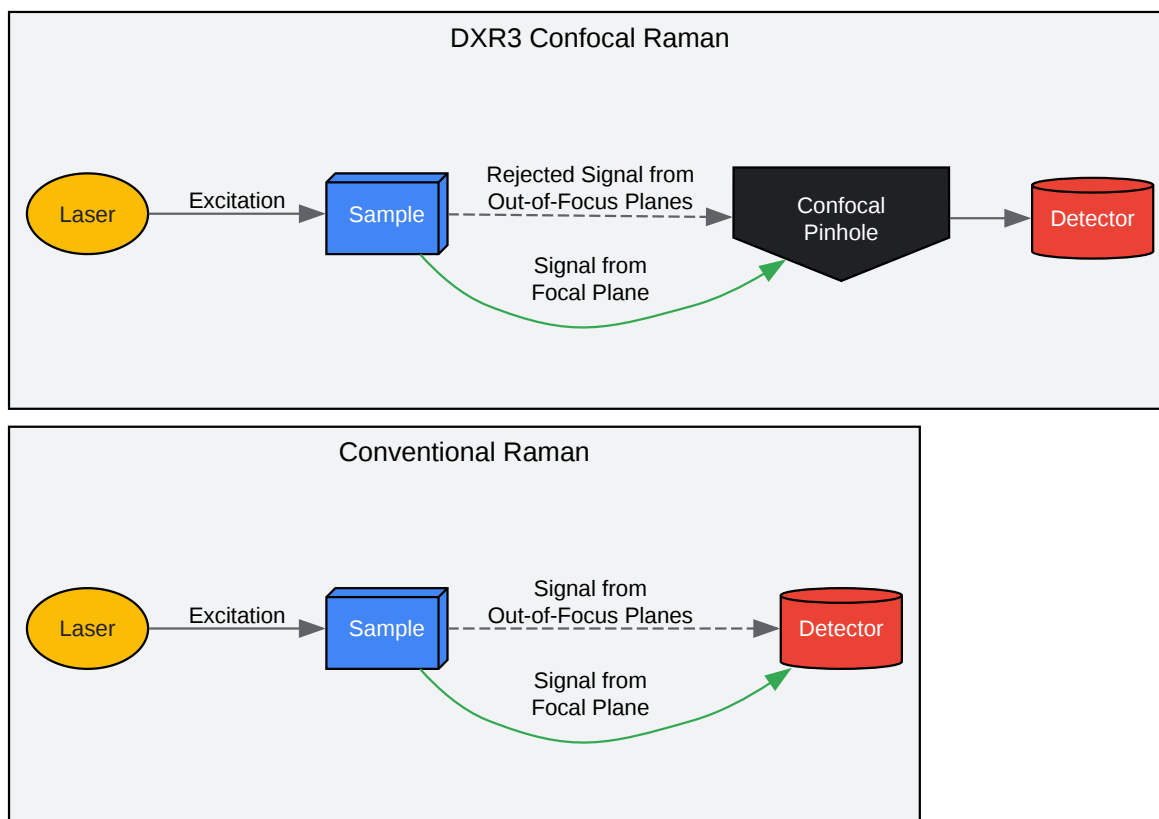 DXR3 Confocal Raman
Laser
Excitation
Sample
Rejected Signal from
Out-of-Focus Planes
Signal from
Focal Plane
Confocal
Pinhole
Detector
Conventional Raman
Laser
Excitation
Sample
Signal from
Out-of-Focus Planes
Signal from
Focal Plane
Detector